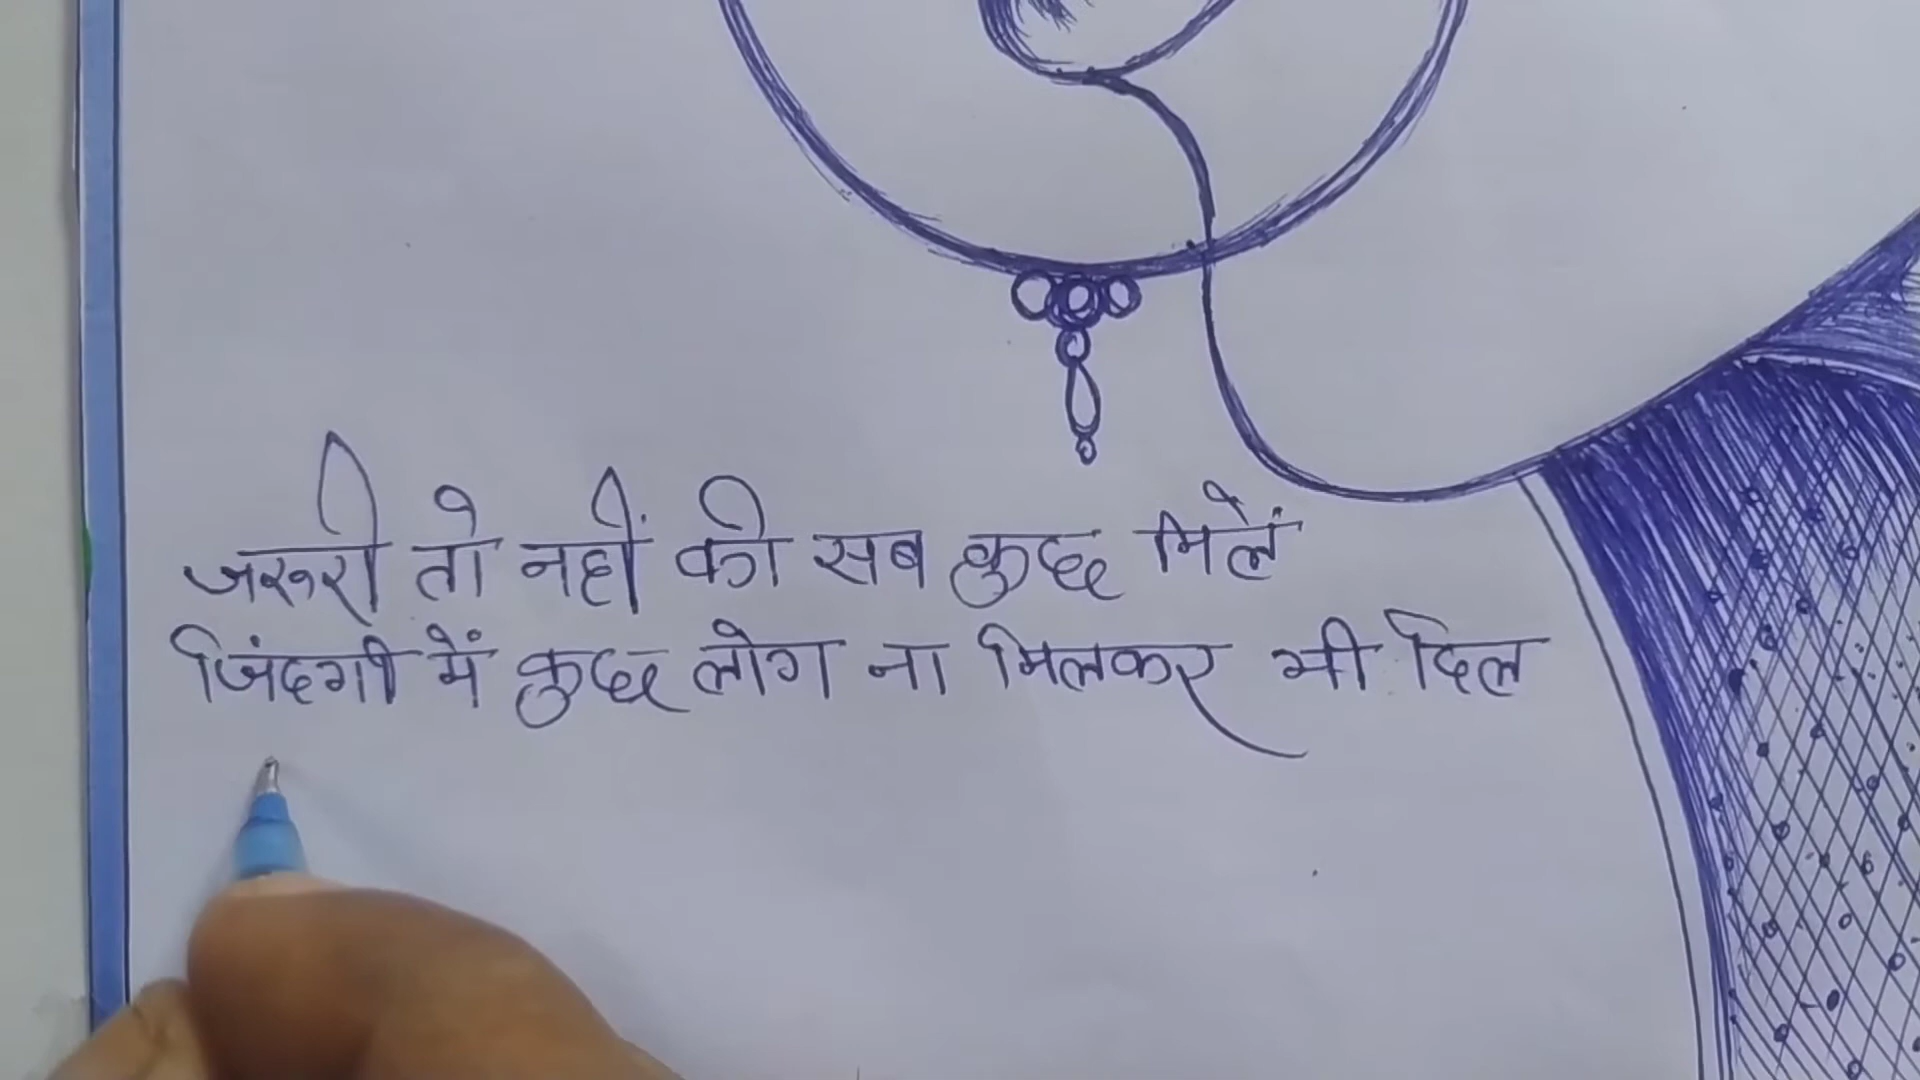 जरूरी तो नहीं की सब कुछ मिलें
जिंदगी में कुछ लोग ना मिलकर भी दिल